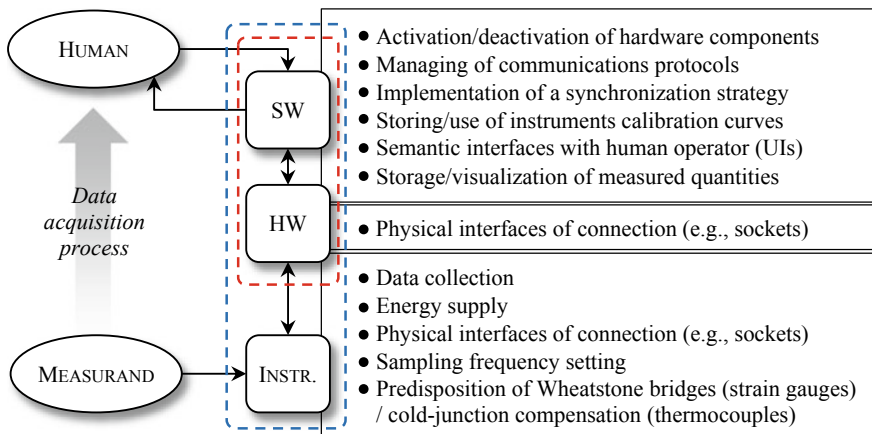 HUMAN
SW
HW
INSTR.
MEASURAND
Data
acquisition
process
● Activation/deactivation of hardware components
● Managing of communications protocols
● Implementation of a synchronization strategy
● Storing/use of instruments calibration curves
● Semantic interfaces with human operator (UIs)
● Storage/visualization of measured quantities
● Physical interfaces of connection (e.g., sockets)
● Data collection
● Energy supply
● Physical interfaces of connection (e.g., sockets)
● Sampling frequency setting
● Predisposition of Wheatstone bridges (strain gauges)
/ cold-junction compensation (thermocouples)